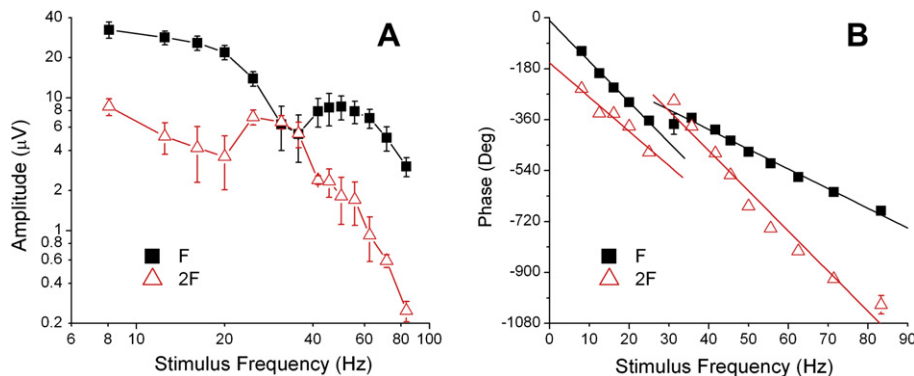 A
Amplitude (μV)
40
20
10
8
6
4
2
1
0.8
0.6
0.4
0.2
F
2F
6 8 10 20 40 60 80 100
Stimulus Frequency (Hz)
B
Phase (Deg)
0
-180
-360
-540
-720
-900
-1080
F
2F
0 10 20 30 40 50 60 70 80 90
Stimulus Frequency (Hz)